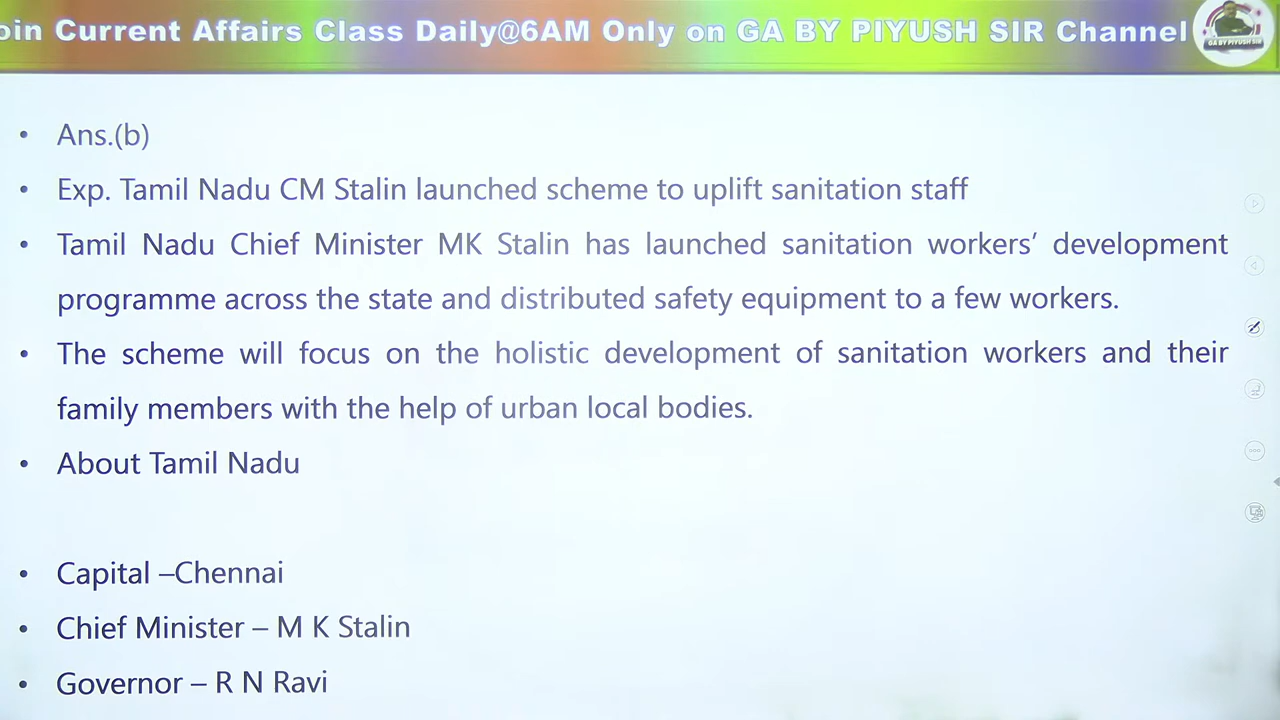 oin Current Affairs Class Daily@6AM Only on GA BY PIYUSH SIR Channel
GA BY PIYUSH SIR
• Ans.(b)
• Exp. Tamil Nadu CM Stalin launched scheme to uplift sanitation staff
• Tamil Nadu Chief Minister MK Stalin has launched sanitation workers’ development
programme across the state and distributed safety equipment to a few workers.
• The scheme will focus on the holistic development of sanitation workers and their
family members with the help of urban local bodies.
• About Tamil Nadu
• Capital –Chennai
• Chief Minister – M K Stalin
• Governor – R N Ravi